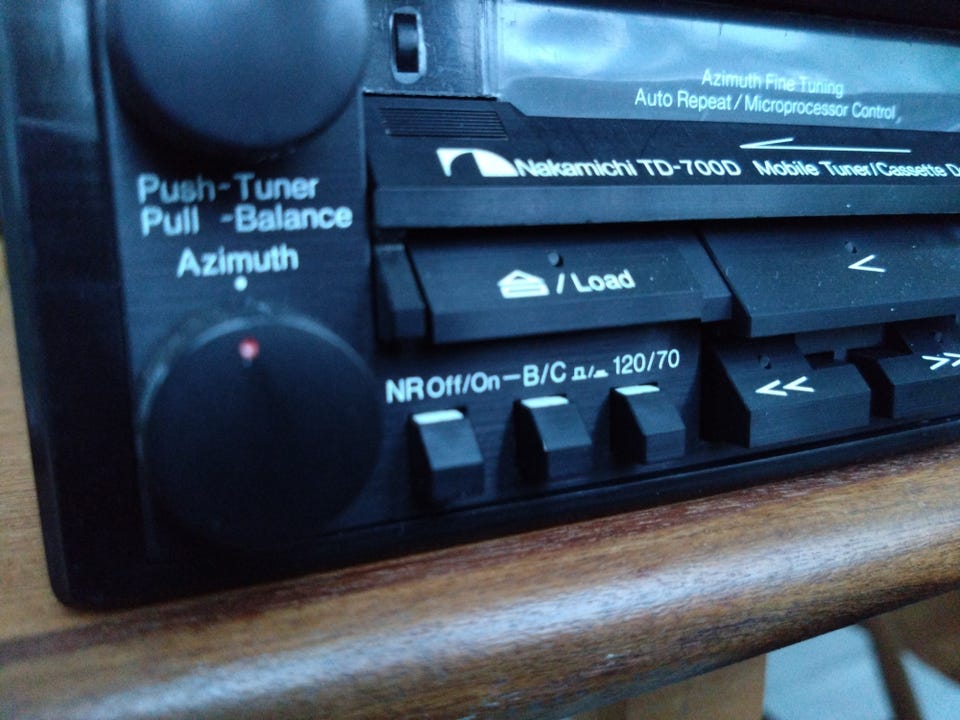 Azimuth Fine Tuning
Auto Repeat / Microprocessor Control
Nakamichi TD-700D Mobile Tuner/Cassette D
Push-Tuner
Pull -Balance
Azimuth
/ Load
<
NR Off/On – B/C 120/70
<<
>>